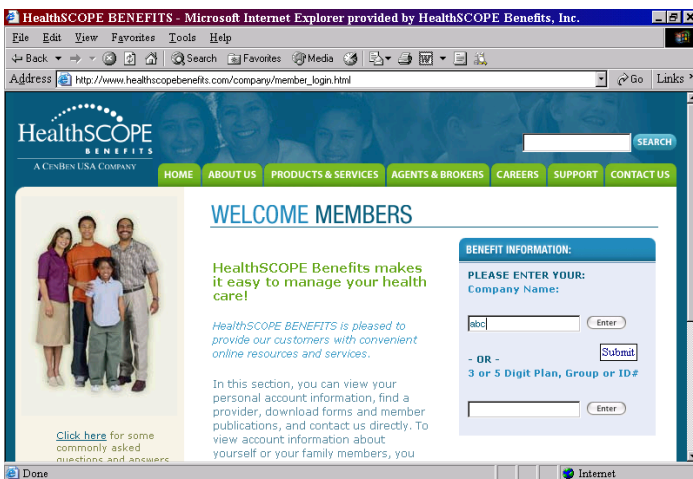 HealthSCOPE BENEFITS - Microsoft Internet Explorer provided by HealthSCOPE Benefits, Inc.
File Edit View Favorites Tools Help
Back Search Favorites Media
Address http://www.healthscopebenefits.com/company/member_login.html Go Links »
HealthSCOPE
BENEFITS
A CENBEN USA COMPANY
SEARCH
HOME ABOUT US PRODUCTS & SERVICES AGENTS & BROKERS CAREERS SUPPORT CONTACT US
WELCOME MEMBERS
HealthSCOPE Benefits makes
it easy to manage your health
care!
HealthSCOPE BENEFITS is pleased to
provide our customers with convenient
online resources and services.
In this section, you can view your
personal account information, find a
provider, download forms and member
publications, and contact us directly. To
view account information about
yourself or your family members, you
BENEFIT INFORMATION:
PLEASE ENTER YOUR:
Company Name:
abc Enter
Submit
- OR -
3 or 5 Digit Plan, Group or ID#
Enter
Click here for some
commonly asked
questions and answers
Done Internet